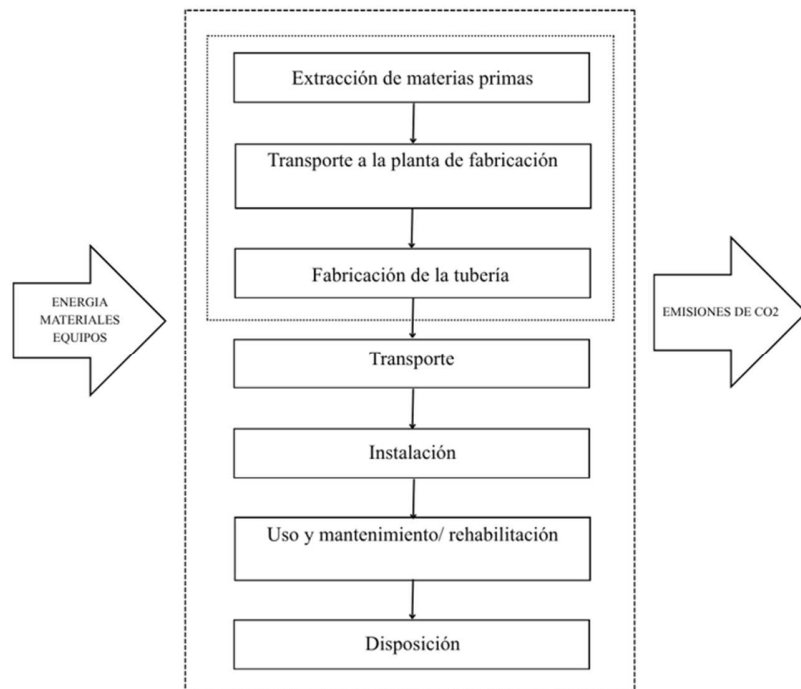 Extracción de materias primas
Transporte a la planta de fabricación
Fabricación de la tubería
ENERGIA
MATERIALES
EQUIPOS
EMISIONES DE CO2
Transporte
Instalación
Uso y mantenimiento/ rehabilitación
Disposición